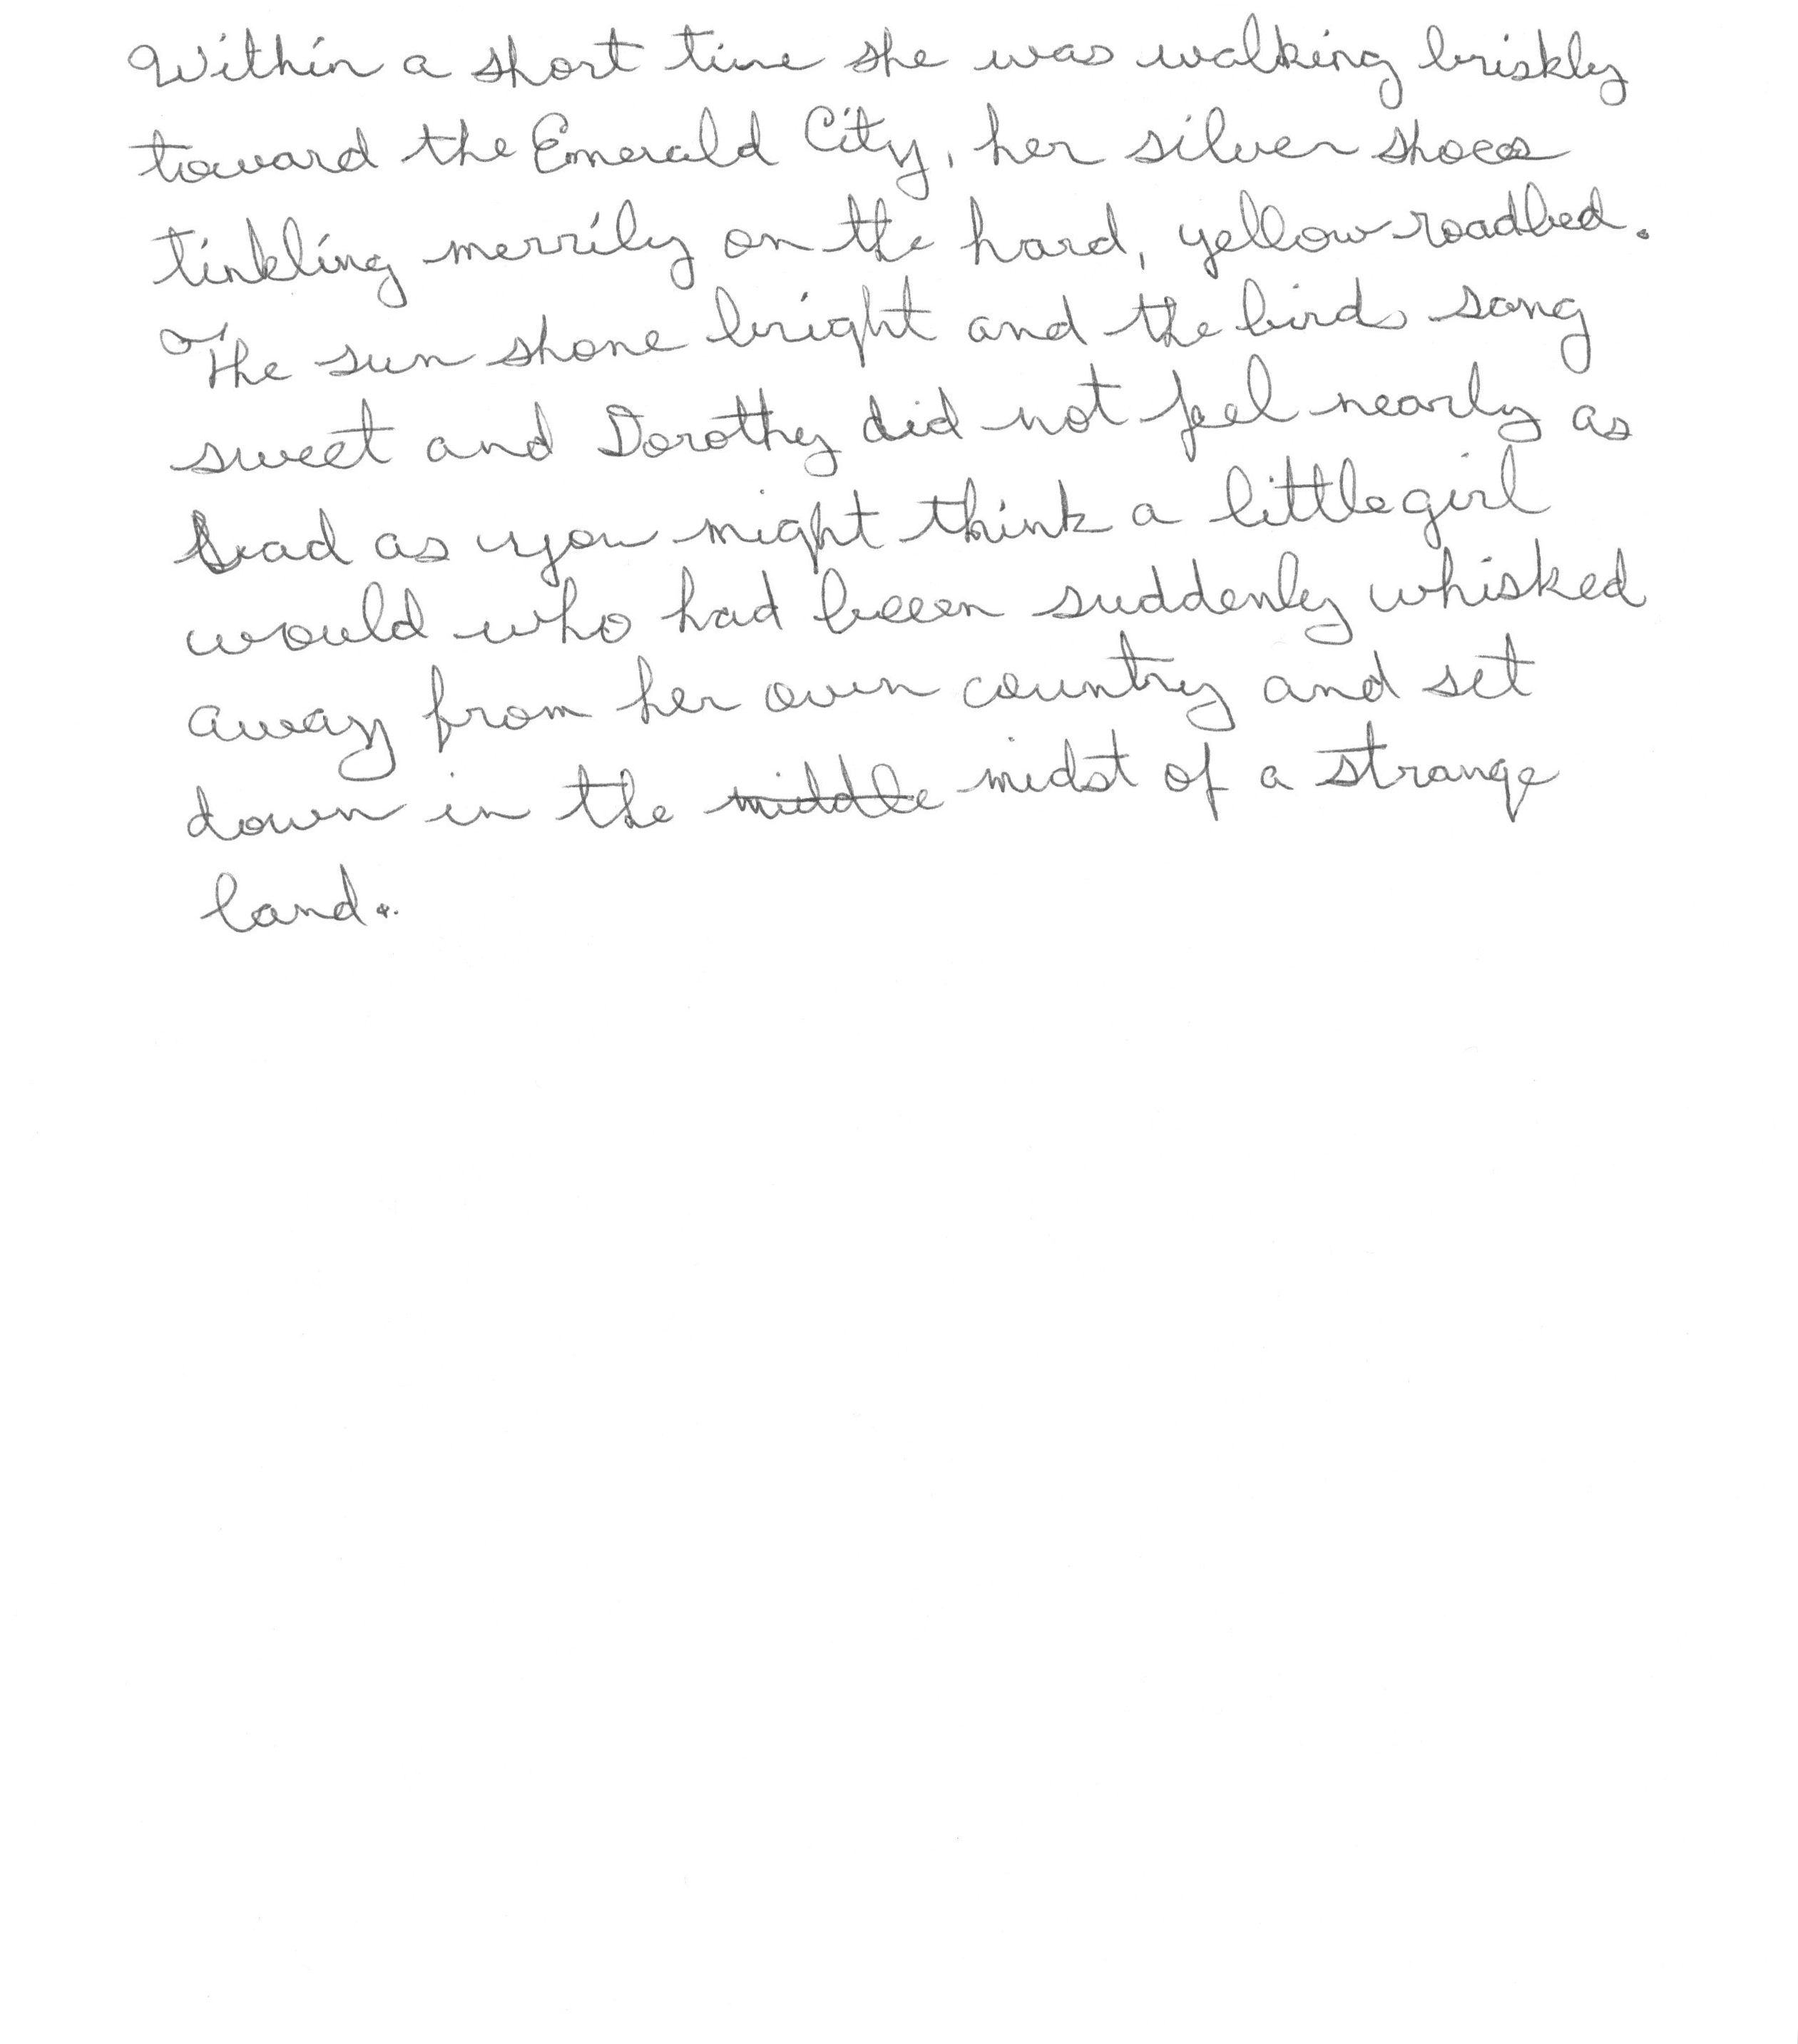 Within a short time she was walking briskly
toward the Emerald City, her silver shoes
tinkling merrily on the hard, yellow roadbed.
The sun shone bright and the birds sang
sweet and Dorothy did not feel nearly as
bad as you might think a little girl
would who had been suddenly whisked
away from her own country and set
down in the ~~middle~~ midst of a strange
land.